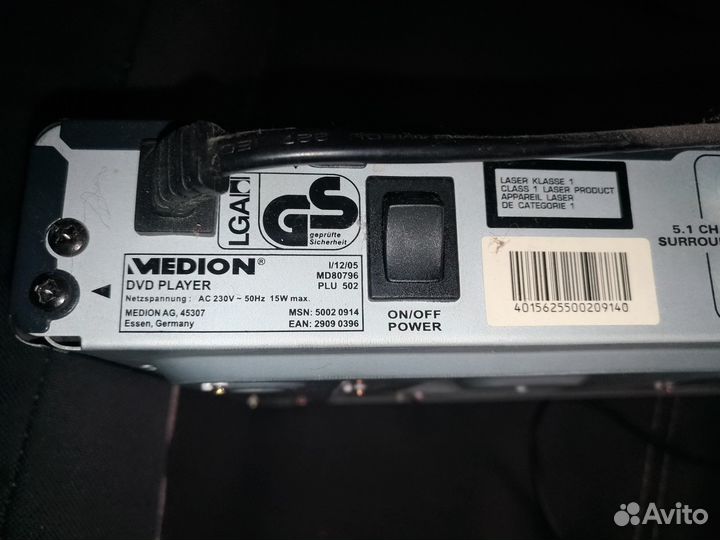 LGA
GS
geprüfte
Sicherheit
LASER KLASSE 1
CLASS 1 LASER PRODUCT
APPAREIL LASER
DE CATEGORIE 1
5.1 CH
SURROU
MEDION®
I/12/05
MD80796
DVD PLAYER
PLU 502
Netzspannung : AC 230V ~ 50Hz 15W max.
MEDION AG, 45307
MSN: 5002 0914
Essen, Germany
EAN: 2909 0396
ON/OFF
POWER
4015625500209140
Avito